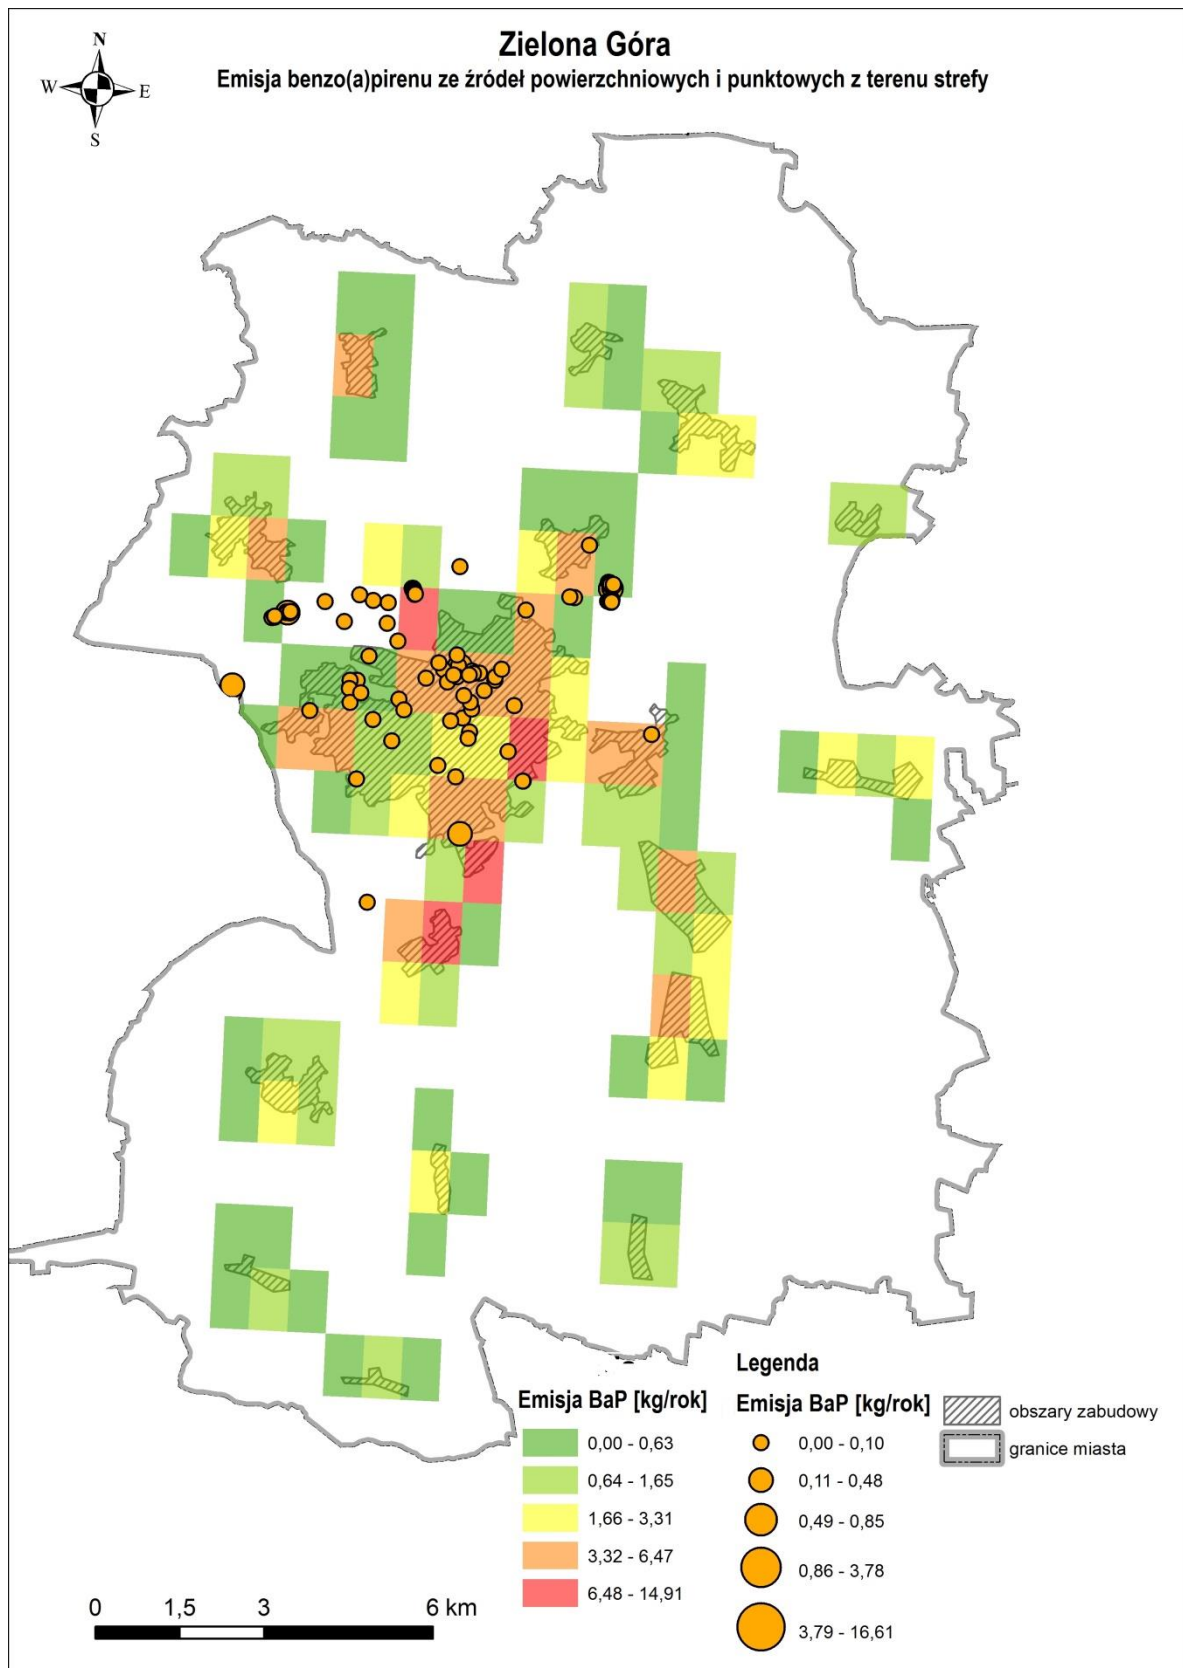 Zielona Góra
Emisja benzo(a)pirenu ze źródeł powierzchniowych i punktowych z terenu strefy
N
W
E
S
Legenda
Emisja BaP [kg/rok]
0,00 - 0,63
0,64 - 1,65
1,66 - 3,31
3,32 - 6,47
6,48 - 14,91
Emisja BaP [kg/rok]
0,00 - 0,10
0,11 - 0,48
0,49 - 0,85
0,86 - 3,78
3,79 - 16,61
obszary zabudowy
granice miasta
0 1,5 3 6 km